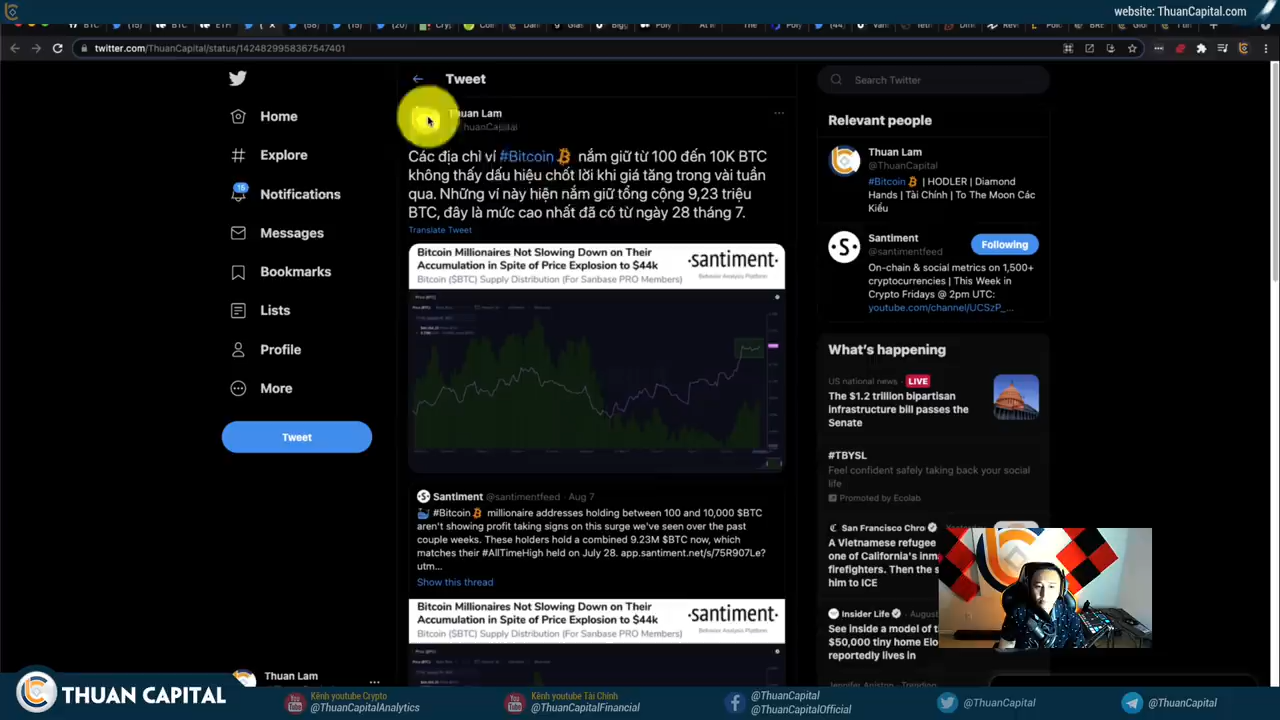 website: ThuanCapital.com
twitter.com/ThuanCapital/status/1424829958367547401
Home
Explore
16
Notifications
Messages
Bookmarks
Lists
Profile
More
Tweet
Thuan Lam
Tweet
Thuan Lam
huanCapital
Các địa chỉ ví #Bitcoin nắm giữ từ 100 đến 10K BTC
không thấy dấu hiệu chốt lời khi giá tăng trong vài tuần
qua. Những ví này hiện nắm giữ tổng cộng 9,23 triệu
BTC, đây là mức cao nhất đã có từ ngày 28 tháng 7.
Translate Tweet
Bitcoin Millionaires Not Slowing Down on Their
Accumulation in Spite of Price Explosion to $44k
Bitcoin ($BTC) Supply Distribution (For Sanbase PRO Members)
·santiment·
Behavior Analysis Platform
Santiment @santimentfeed · Aug 7
#Bitcoin millionaire addresses holding between 100 and 10,000 $BTC
aren't showing profit taking signs on this surge we've seen over the past
couple weeks. These holders hold a combined 9.23M $BTC now, which
matches their #AllTimeHigh held on July 28. app.santiment.net/s/75R907Le?
utm...
Show this thread
Bitcoin Millionaires Not Slowing Down on Their
Accumulation in Spite of Price Explosion to $44k
Bitcoin ($BTC) Supply Distribution (For Sanbase PRO Members)
·santiment·
Behavior Analysis Platform
Search Twitter
Relevant people
Thuan Lam
@ThuanCapital
#Bitcoin | HODLER | Diamond
Hands | Tài Chính | To The Moon Các
Kiểu
Santiment
@santimentfeed
Following
On-chain & social metrics on 1,500+
cryptocurrencies | This Week in
Crypto Fridays @ 2pm UTC:
youtube.com/channel/UCSzP_...
What's happening
US national news · LIVE
The $1.2 trillion bipartisan
infrastructure bill passes the
Senate
#TBYSL
Feel confident safely taking back your social
life
Promoted by Ecolab
San Francisco Chro · Yesterday
A Vietnamese refugee
one of California's inm
firefighters. Then the s
him to ICE
Insider Life · August
See inside a model of t
$50,000 tiny home Elo
reportedly lives in
THUAN CAPITAL
Kênh youtube Crypto
@ThuanCapitalAnalytics
Kênh youtube Tài Chính
@ThuanCapitalFinancial
@ThuanCapital
@ThuanCapitalOfficial
@ThuanCapital
@ThuanCapital